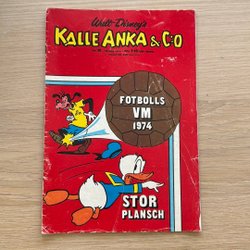 Walt Disney's
KALLE ANKA & C:O
FOTBOLLS
VM
1974
STOR
PLANSCH